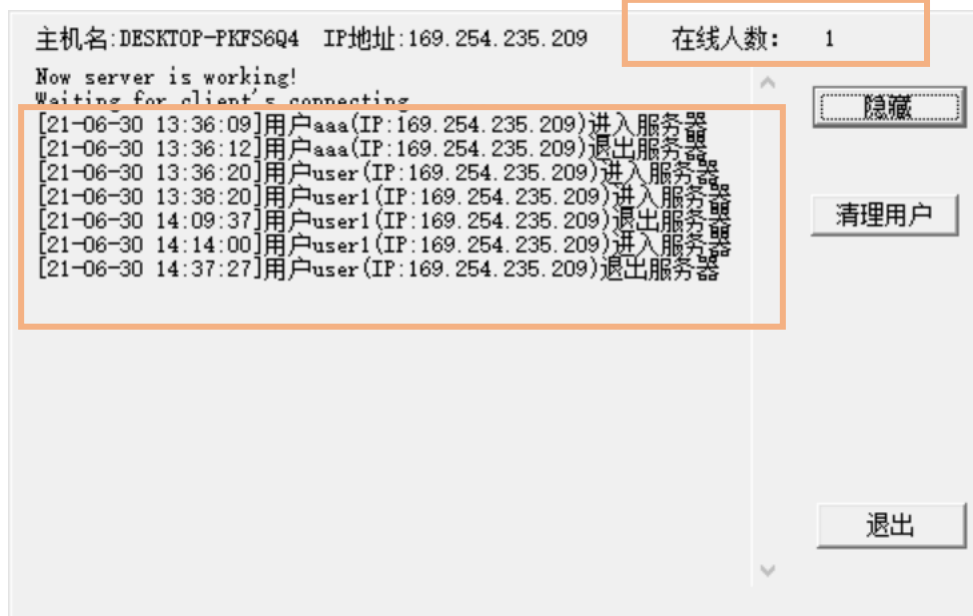 主机名:DESKTOP-PKFS6Q4 IP地址:169.254.235.209 在线人数: 1
Now server is working!
Waiting for client's connecting
[21-06-30 13:36:09]用户aaa(IP:169.254.235.209)进入服务器
[21-06-30 13:36:12]用户aaa(IP:169.254.235.209)退出服务器
[21-06-30 13:36:20]用户user(IP:169.254.235.209)进入服务器
[21-06-30 13:38:20]用户user1(IP:169.254.235.209)进入服务器
[21-06-30 14:09:37]用户user1(IP:169.254.235.209)退出服务器
[21-06-30 14:14:00]用户user1(IP:169.254.235.209)进入服务器
[21-06-30 14:37:27]用户user(IP:169.254.235.209)退出服务器
隐藏
清理用户
退出